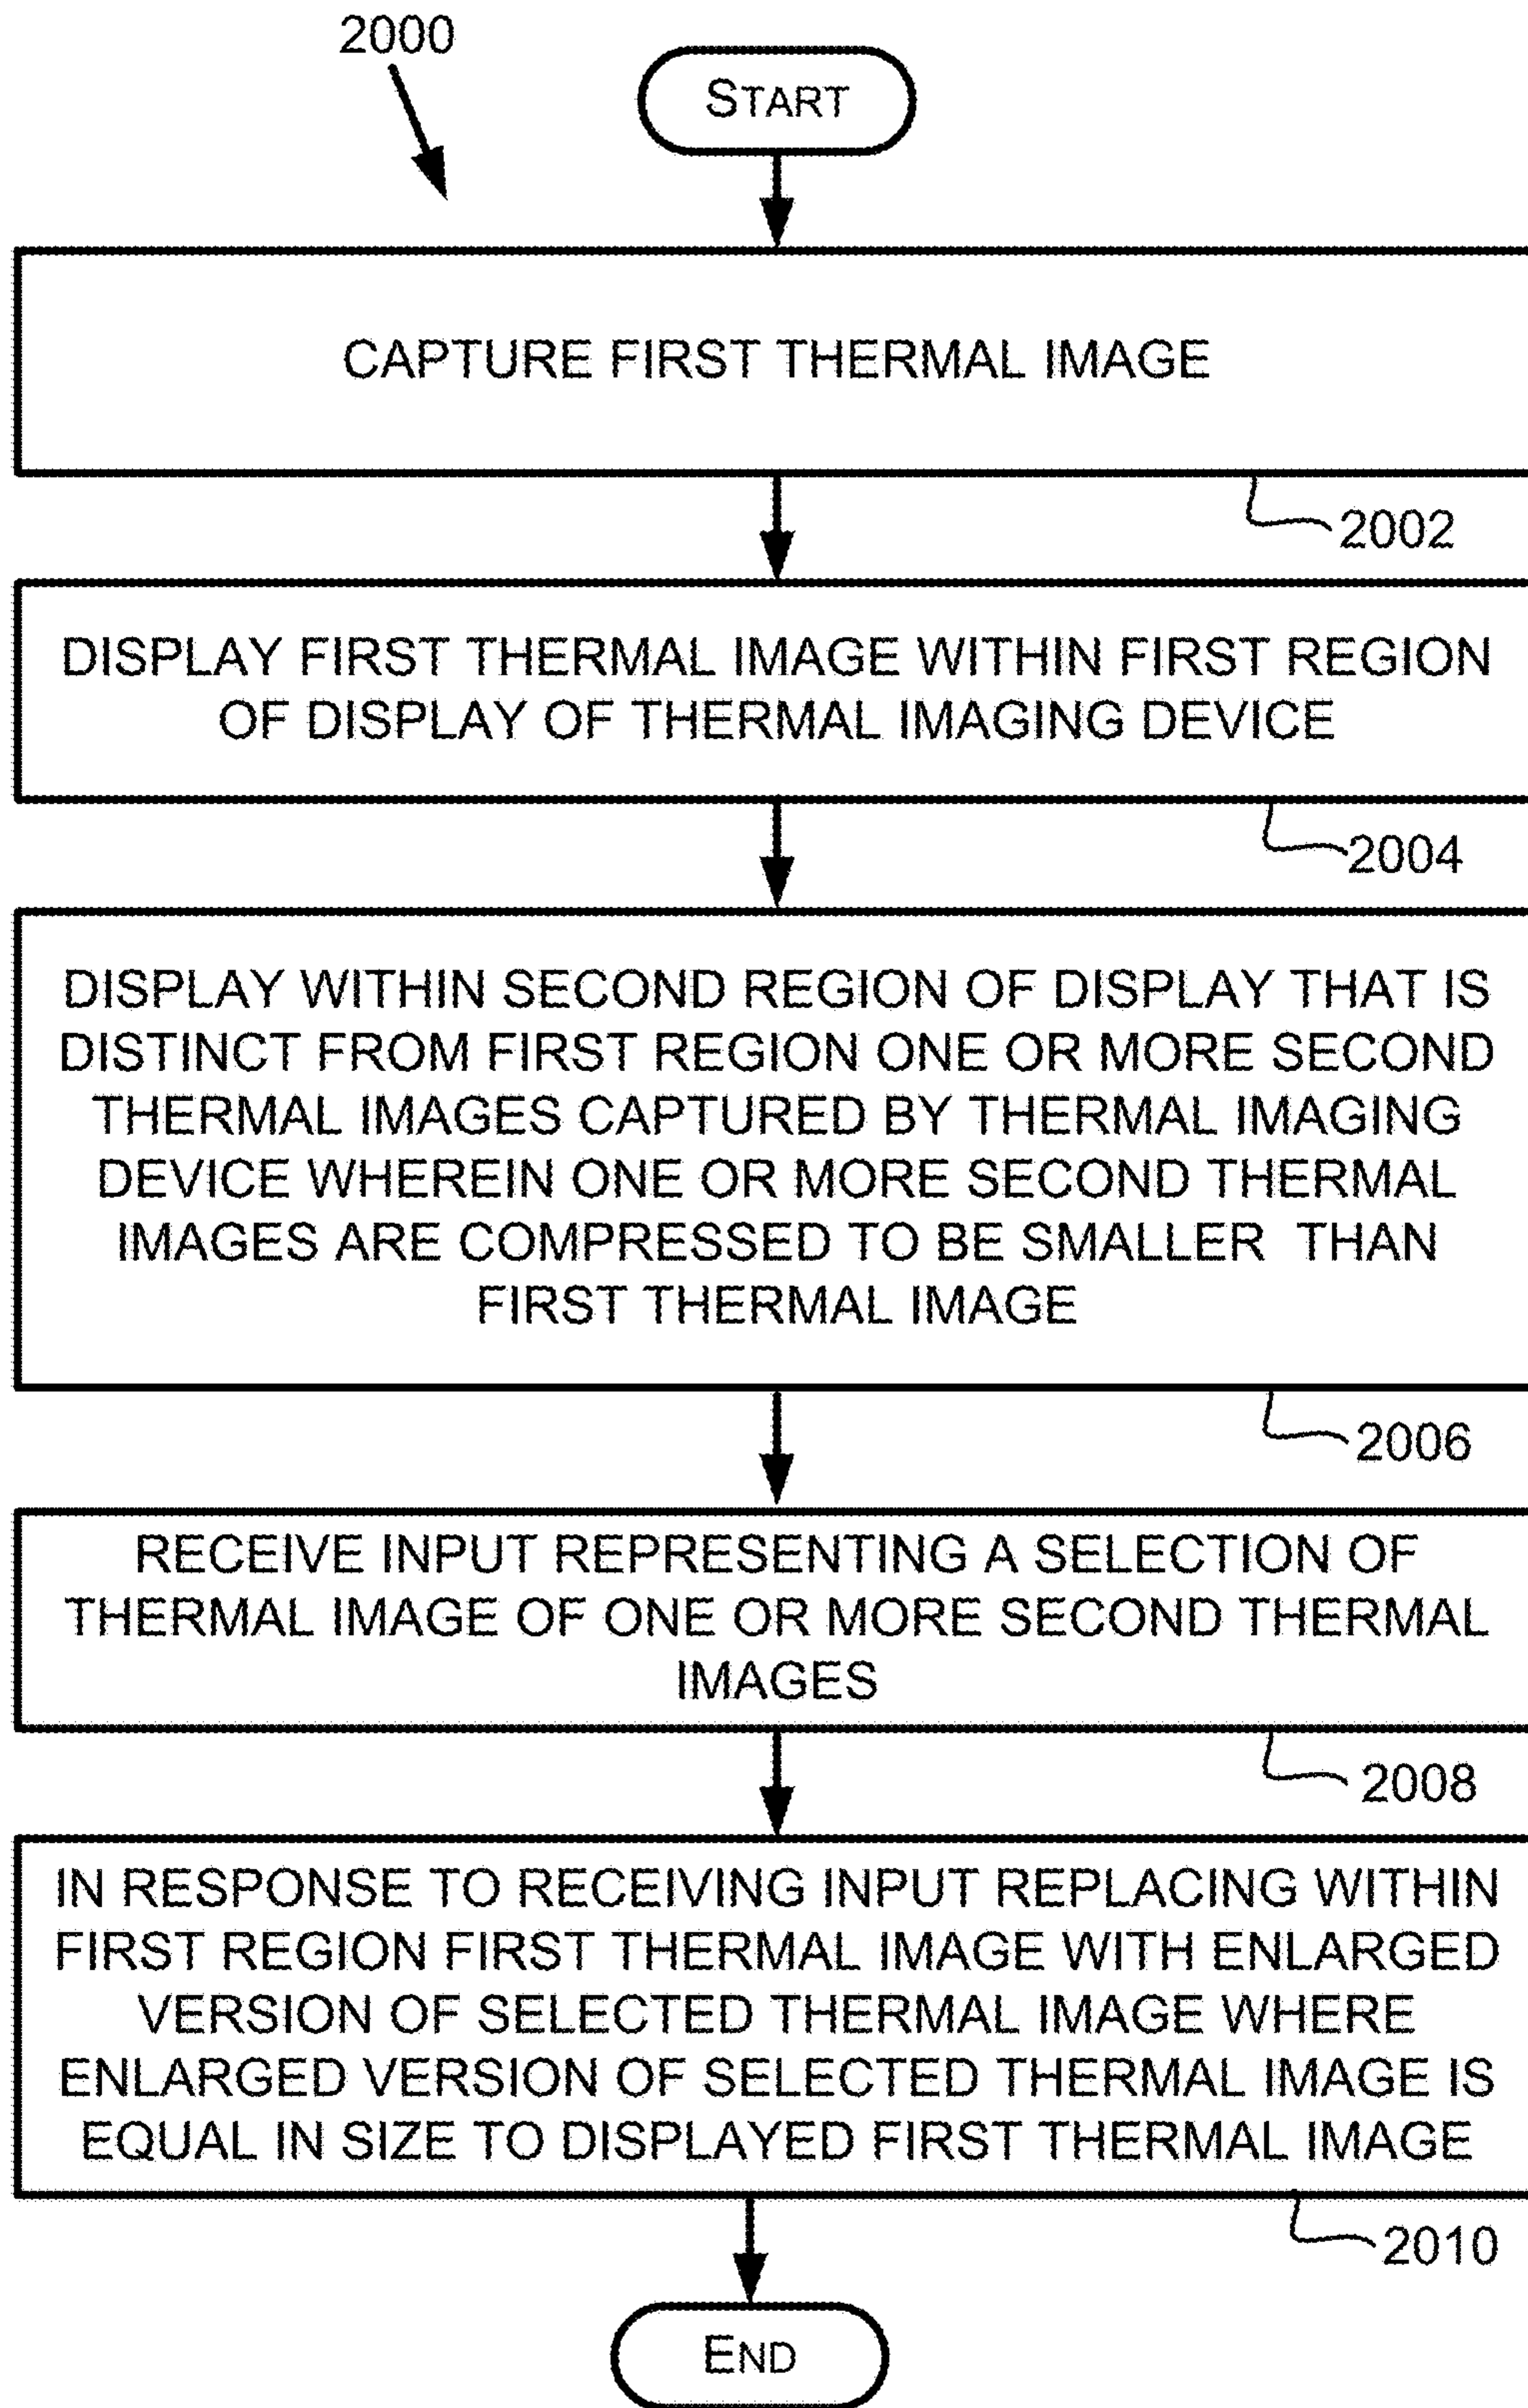 2000
START
CAPTURE FIRST THERMAL IMAGE
2002
DISPLAY FIRST THERMAL IMAGE WITHIN FIRST REGION
OF DISPLAY OF THERMAL IMAGING DEVICE
2004
DISPLAY WITHIN SECOND REGION OF DISPLAY THAT IS
DISTINCT FROM FIRST REGION ONE OR MORE SECOND
THERMAL IMAGES CAPTURED BY THERMAL IMAGING
DEVICE WHEREIN ONE OR MORE SECOND THERMAL
IMAGES ARE COMPRESSED TO BE SMALLER THAN
FIRST THERMAL IMAGE
2006
RECEIVE INPUT REPRESENTING A SELECTION OF
THERMAL IMAGE OF ONE OR MORE SECOND THERMAL
IMAGES
2008
IN RESPONSE TO RECEIVING INPUT REPLACING WITHIN
FIRST REGION FIRST THERMAL IMAGE WITH ENLARGED
VERSION OF SELECTED THERMAL IMAGE WHERE
ENLARGED VERSION OF SELECTED THERMAL IMAGE IS
EQUAL IN SIZE TO DISPLAYED FIRST THERMAL IMAGE
2010
END